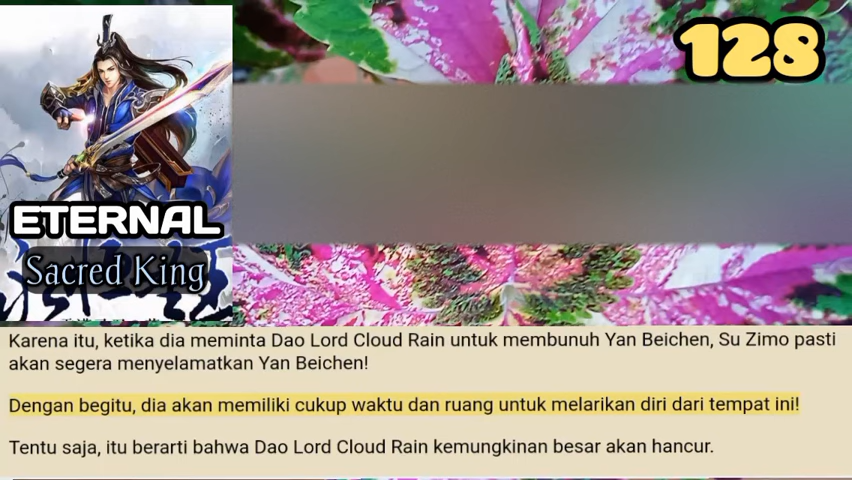 128
ETERNAL
Sacred King
Karena itu, ketika dia meminta Dao Lord Cloud Rain untuk membunuh Yan Beichen, Su Zimo pasti
akan segera menyelamatkan Yan Beichen!
Dengan begitu, dia akan memiliki cukup waktu dan ruang untuk melarikan diri dari tempat ini!
Tentu saja, itu berarti bahwa Dao Lord Cloud Rain kemungkinan besar akan hancur.